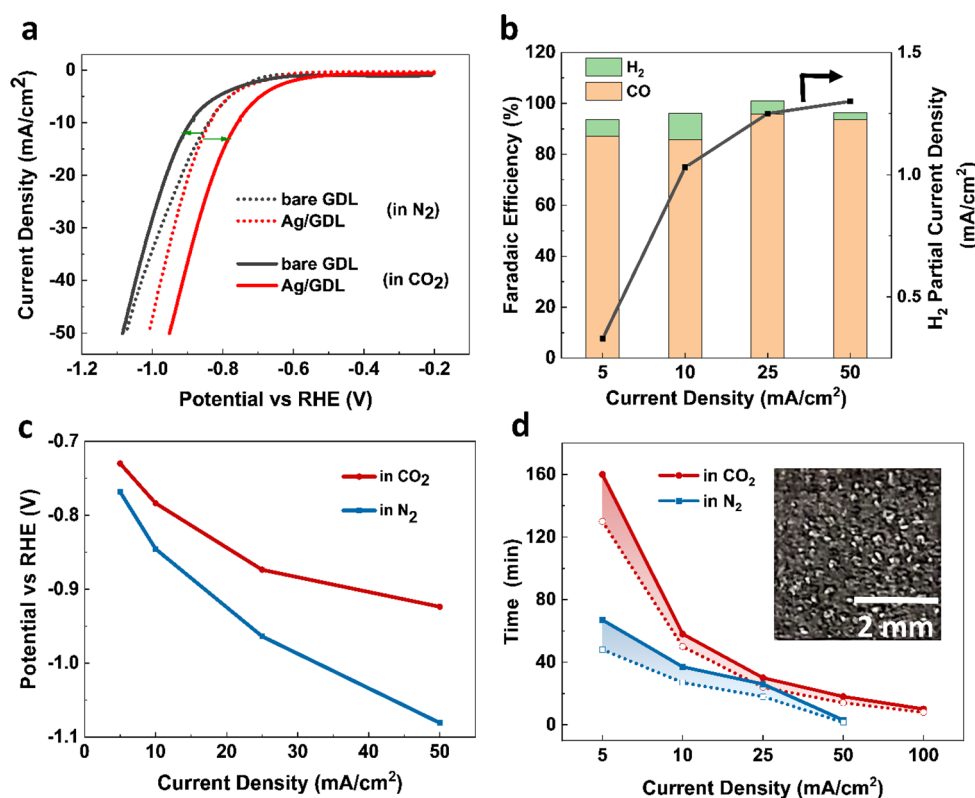 a
Current Density (mA/cm²)
0
-10
-20
-30
-40
-50
bare GDL
Ag/GDL
(in N₂)
bare GDL
Ag/GDL
(in CO₂)
-1.2 -1.0 -0.8 -0.6 -0.4 -0.2
Potential vs RHE (V)
b
Faradaic Efficiency (%)
120
100
80
60
40
20
0
H₂
CO
1.5
1.0
0.5
H₂ Partial Current Density
(mA/cm²)
5 10 25 50
Current Density (mA/cm²)
c
Potential vs RHE (V)
-0.7
-0.8
-0.9
-1.0
-1.1
in CO₂
in N₂
0 10 20 30 40 50
Current Density (mA/cm²)
d
Time (min)
160
120
80
40
0
in CO₂
in N₂
2 mm
5 10 25 50 100
Current Density (mA/cm²)